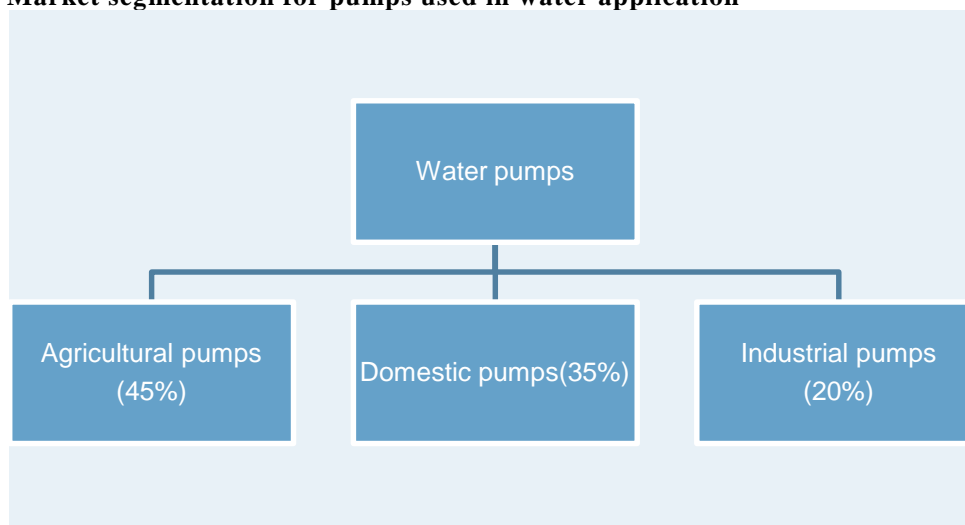 Market segmentation for pumps used in water application
Water pumps
Agricultural pumps
(45%)
Domestic pumps(35%)
Industrial pumps
(20%)